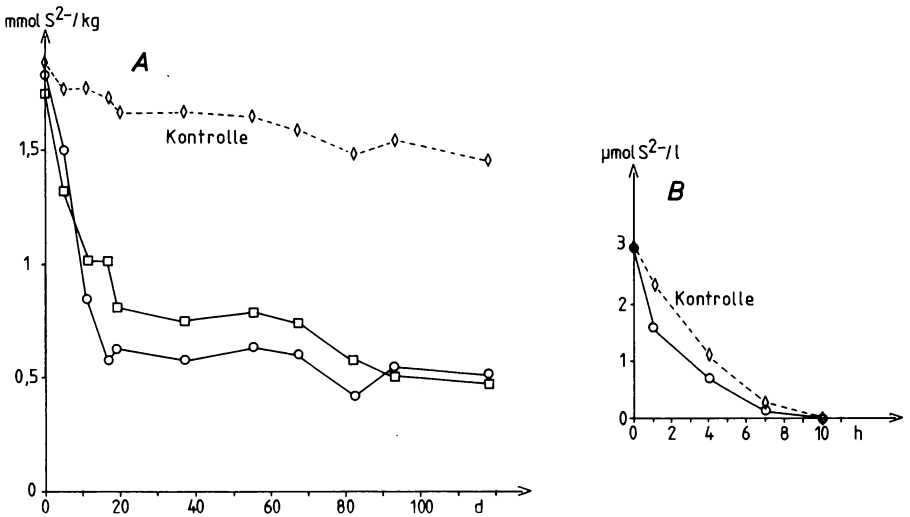 mmol S²⁻/kg
A
Kontrolle
1,5
1
0,5
0
0 20 40 60 80 100 d
µmol S²⁻/l
B
Kontrolle
3
2
1
0
0 2 4 6 8 10 h